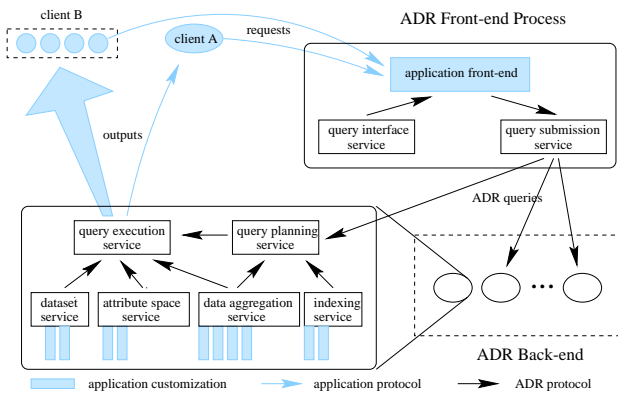 client B
client A
requests
ADR Front-end Process
application front-end
query interface
service
query submission
service
outputs
ADR queries
query execution
service
query planning
service
dataset
service
attribute space
service
data aggregation
service
indexing
service
ADR Back-end
application customization
application protocol
ADR protocol